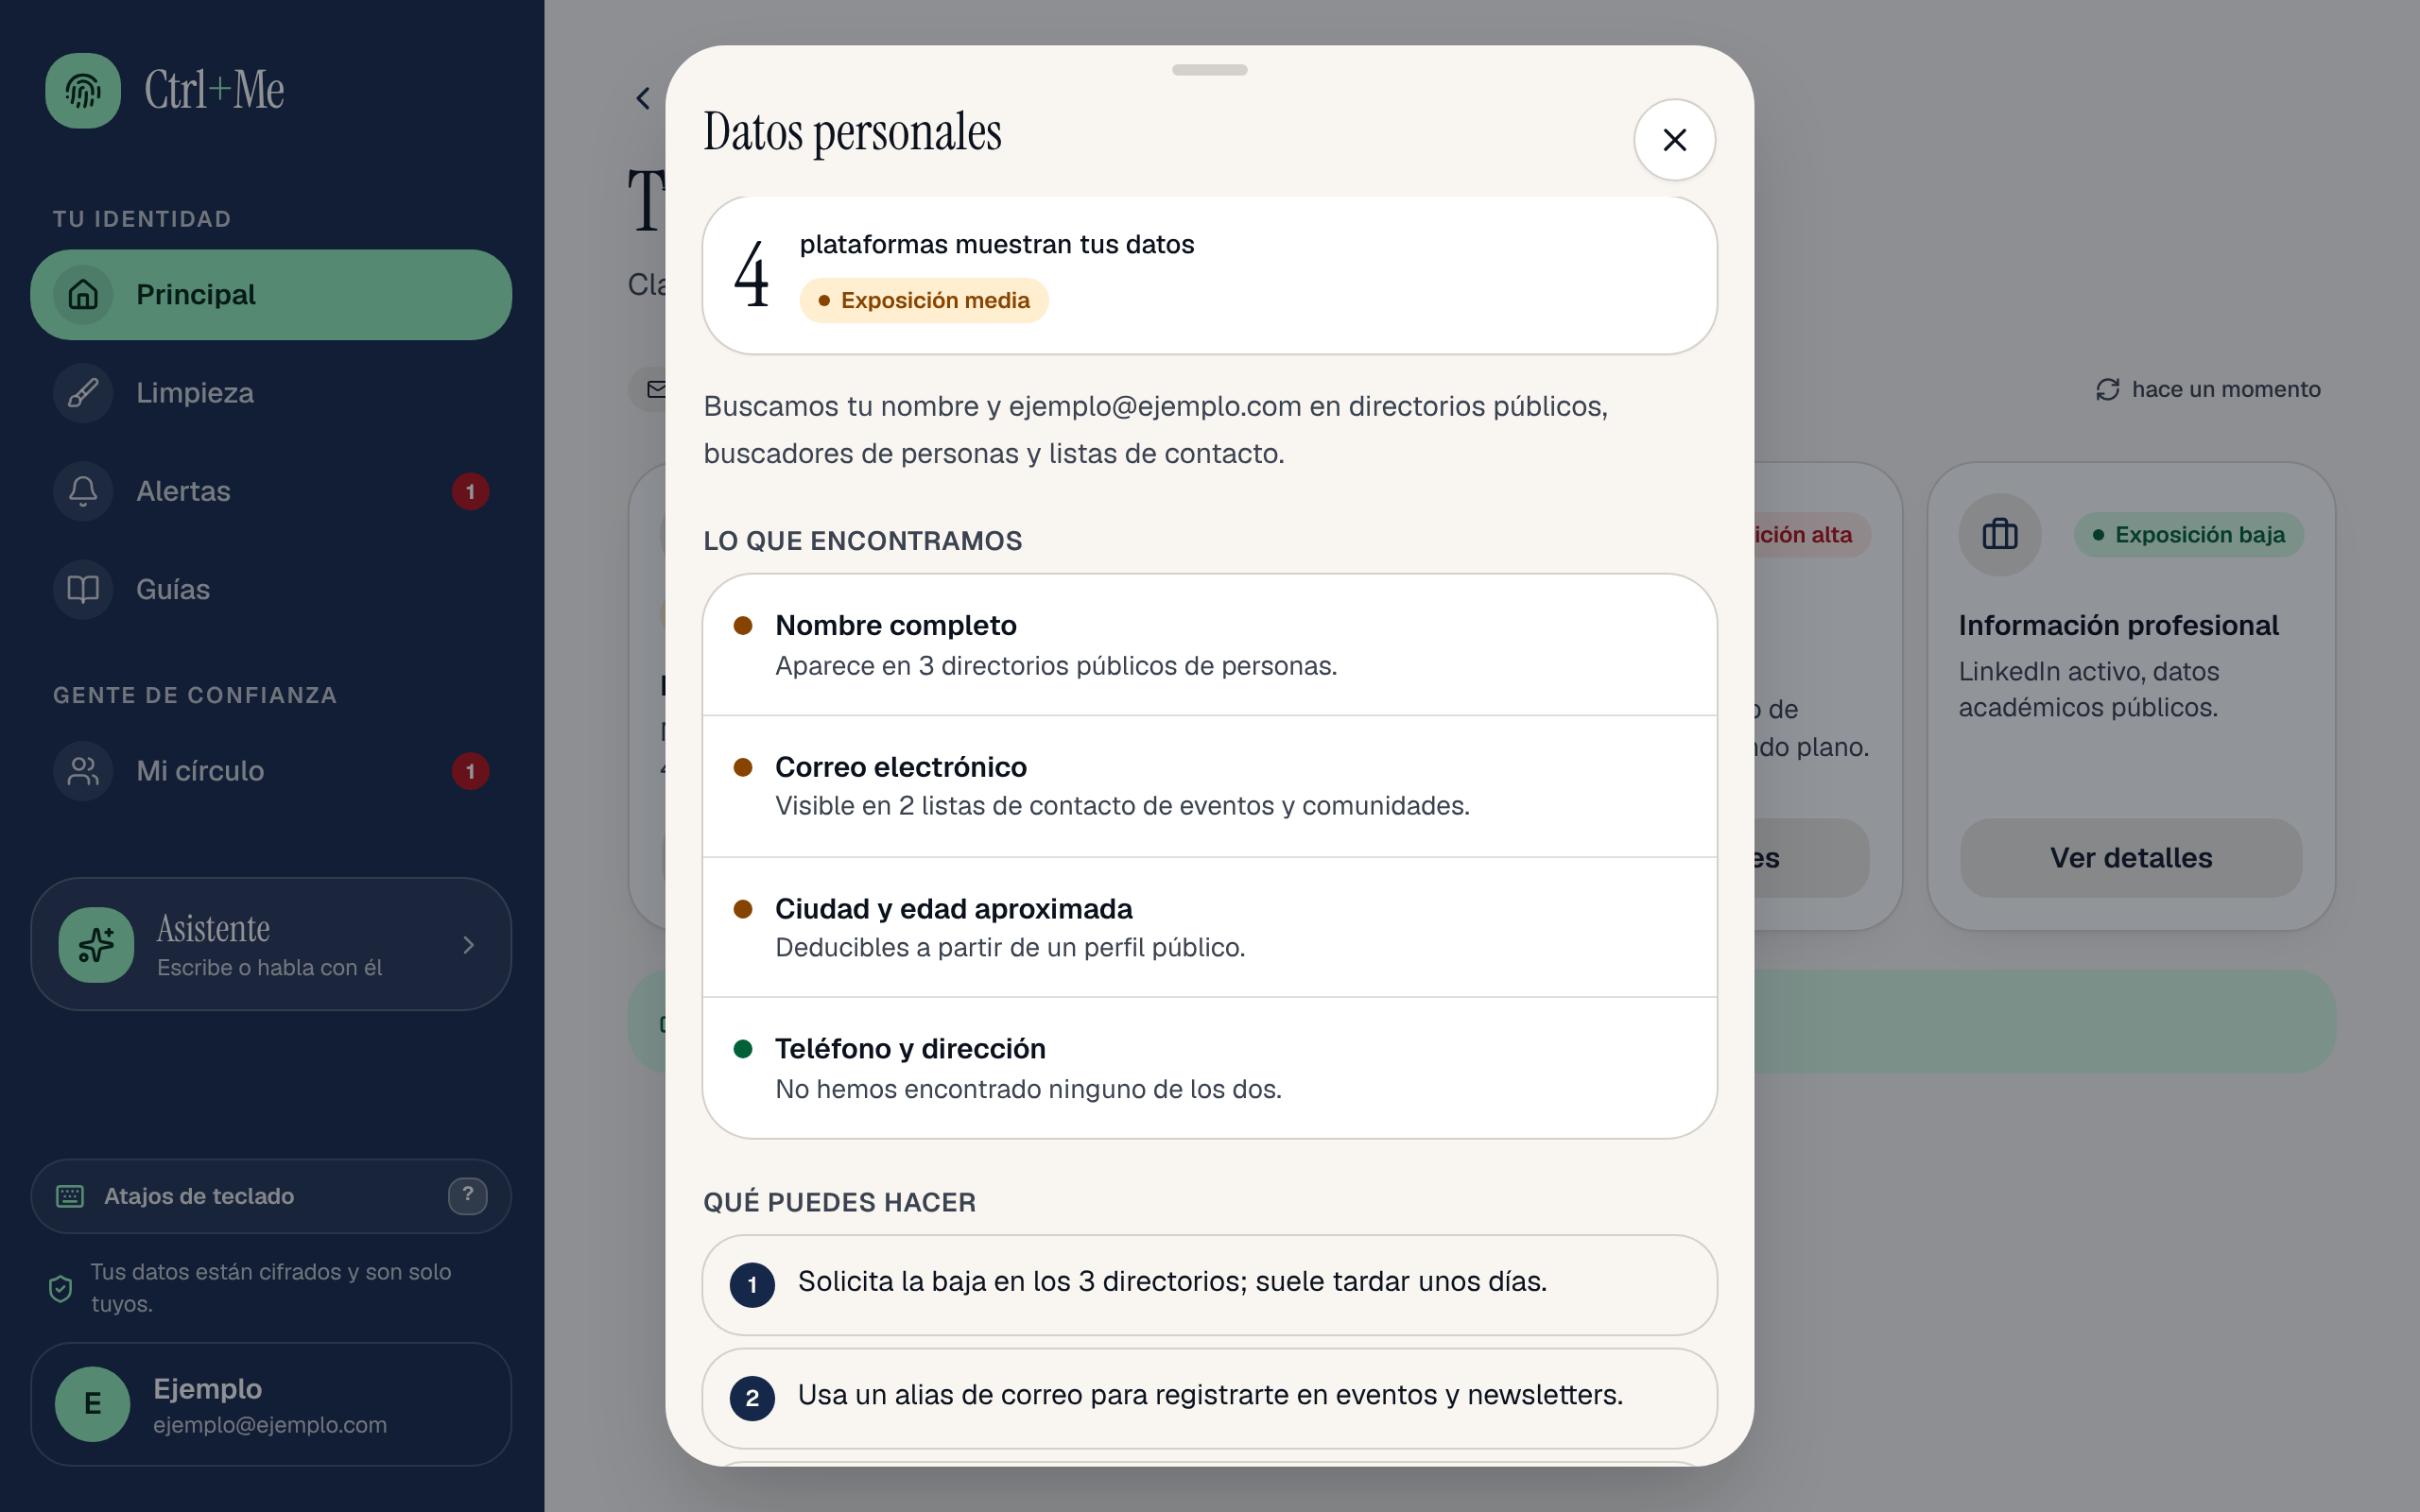 Ctrl+Me
TU IDENTIDAD
Principal
Limpieza
Alertas
1
Guías
GENTE DE CONFIANZA
Mi círculo
1
Asistente
Escribe o habla con él
Atajos de teclado
?
Tus datos están cifrados y son solo
tuyos.
E
Ejemplo
ejemplo@ejemplo.com
Datos personales
4
plataformas muestran tus datos
Exposición media
Buscamos tu nombre y ejemplo@ejemplo.com en directorios públicos,
buscadores de personas y listas de contacto.
LO QUE ENCONTRAMOS
Nombre completo
Aparece en 3 directorios públicos de personas.
Correo electrónico
Visible en 2 listas de contacto de eventos y comunidades.
Ciudad y edad aproximada
Deducibles a partir de un perfil público.
Teléfono y dirección
No hemos encontrado ninguno de los dos.
QUÉ PUEDES HACER
1
Solicita la baja en los 3 directorios; suele tardar unos días.
2
Usa un alias de correo para registrarte en eventos y newsletters.
hace un momento
alta
de
plano.
Exposición baja
Información profesional
LinkedIn activo, datos
académicos públicos.
Ver detalles